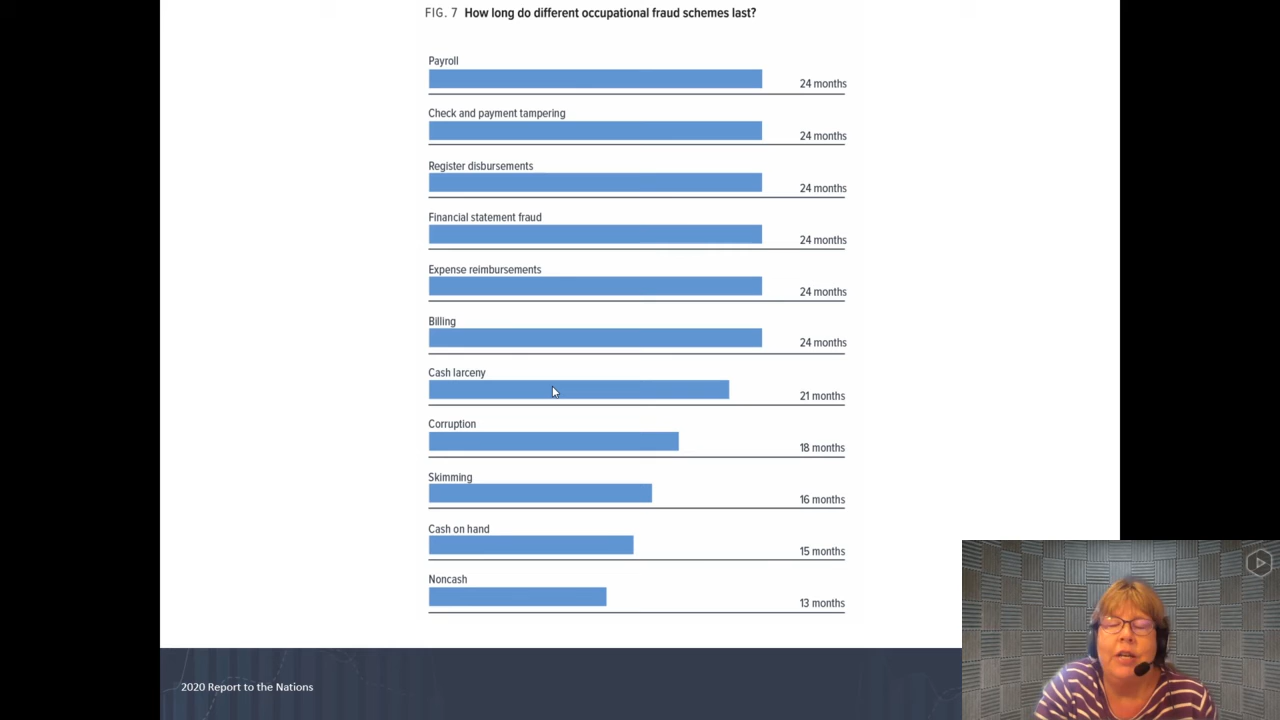 FIG. 7 How long do different occupational fraud schemes last?
Payroll
24 months
Check and payment tampering
24 months
Register disbursements
24 months
Financial statement fraud
24 months
Expense reimbursements
24 months
Billing
24 months
Cash larceny
21 months
Corruption
18 months
Skimming
16 months
Cash on hand
15 months
Noncash
13 months
2020 Report to the Nations